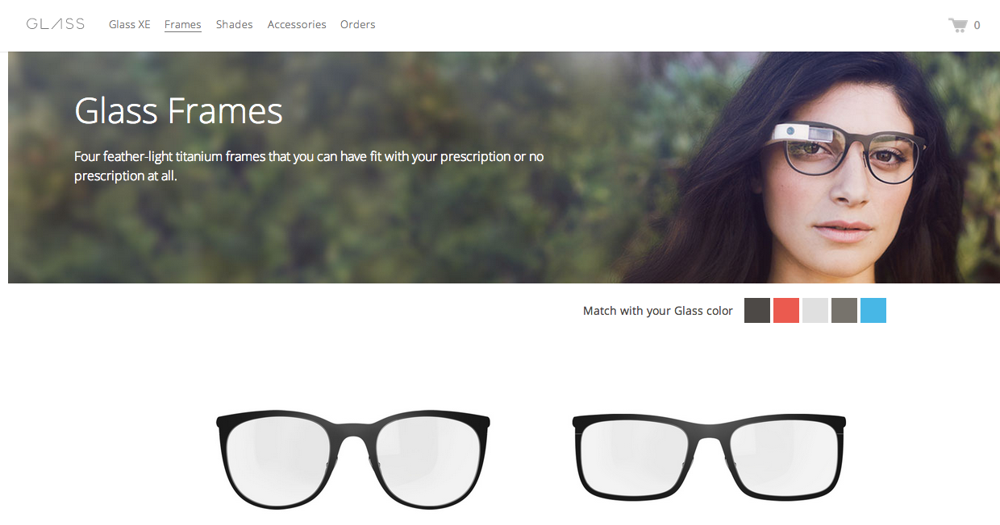 GLASS Glass XE Frames Shades Accessories Orders 0
Glass Frames
Four feather-light titanium frames that you can have fit with your prescription or no
prescription at all.
Match with your Glass color